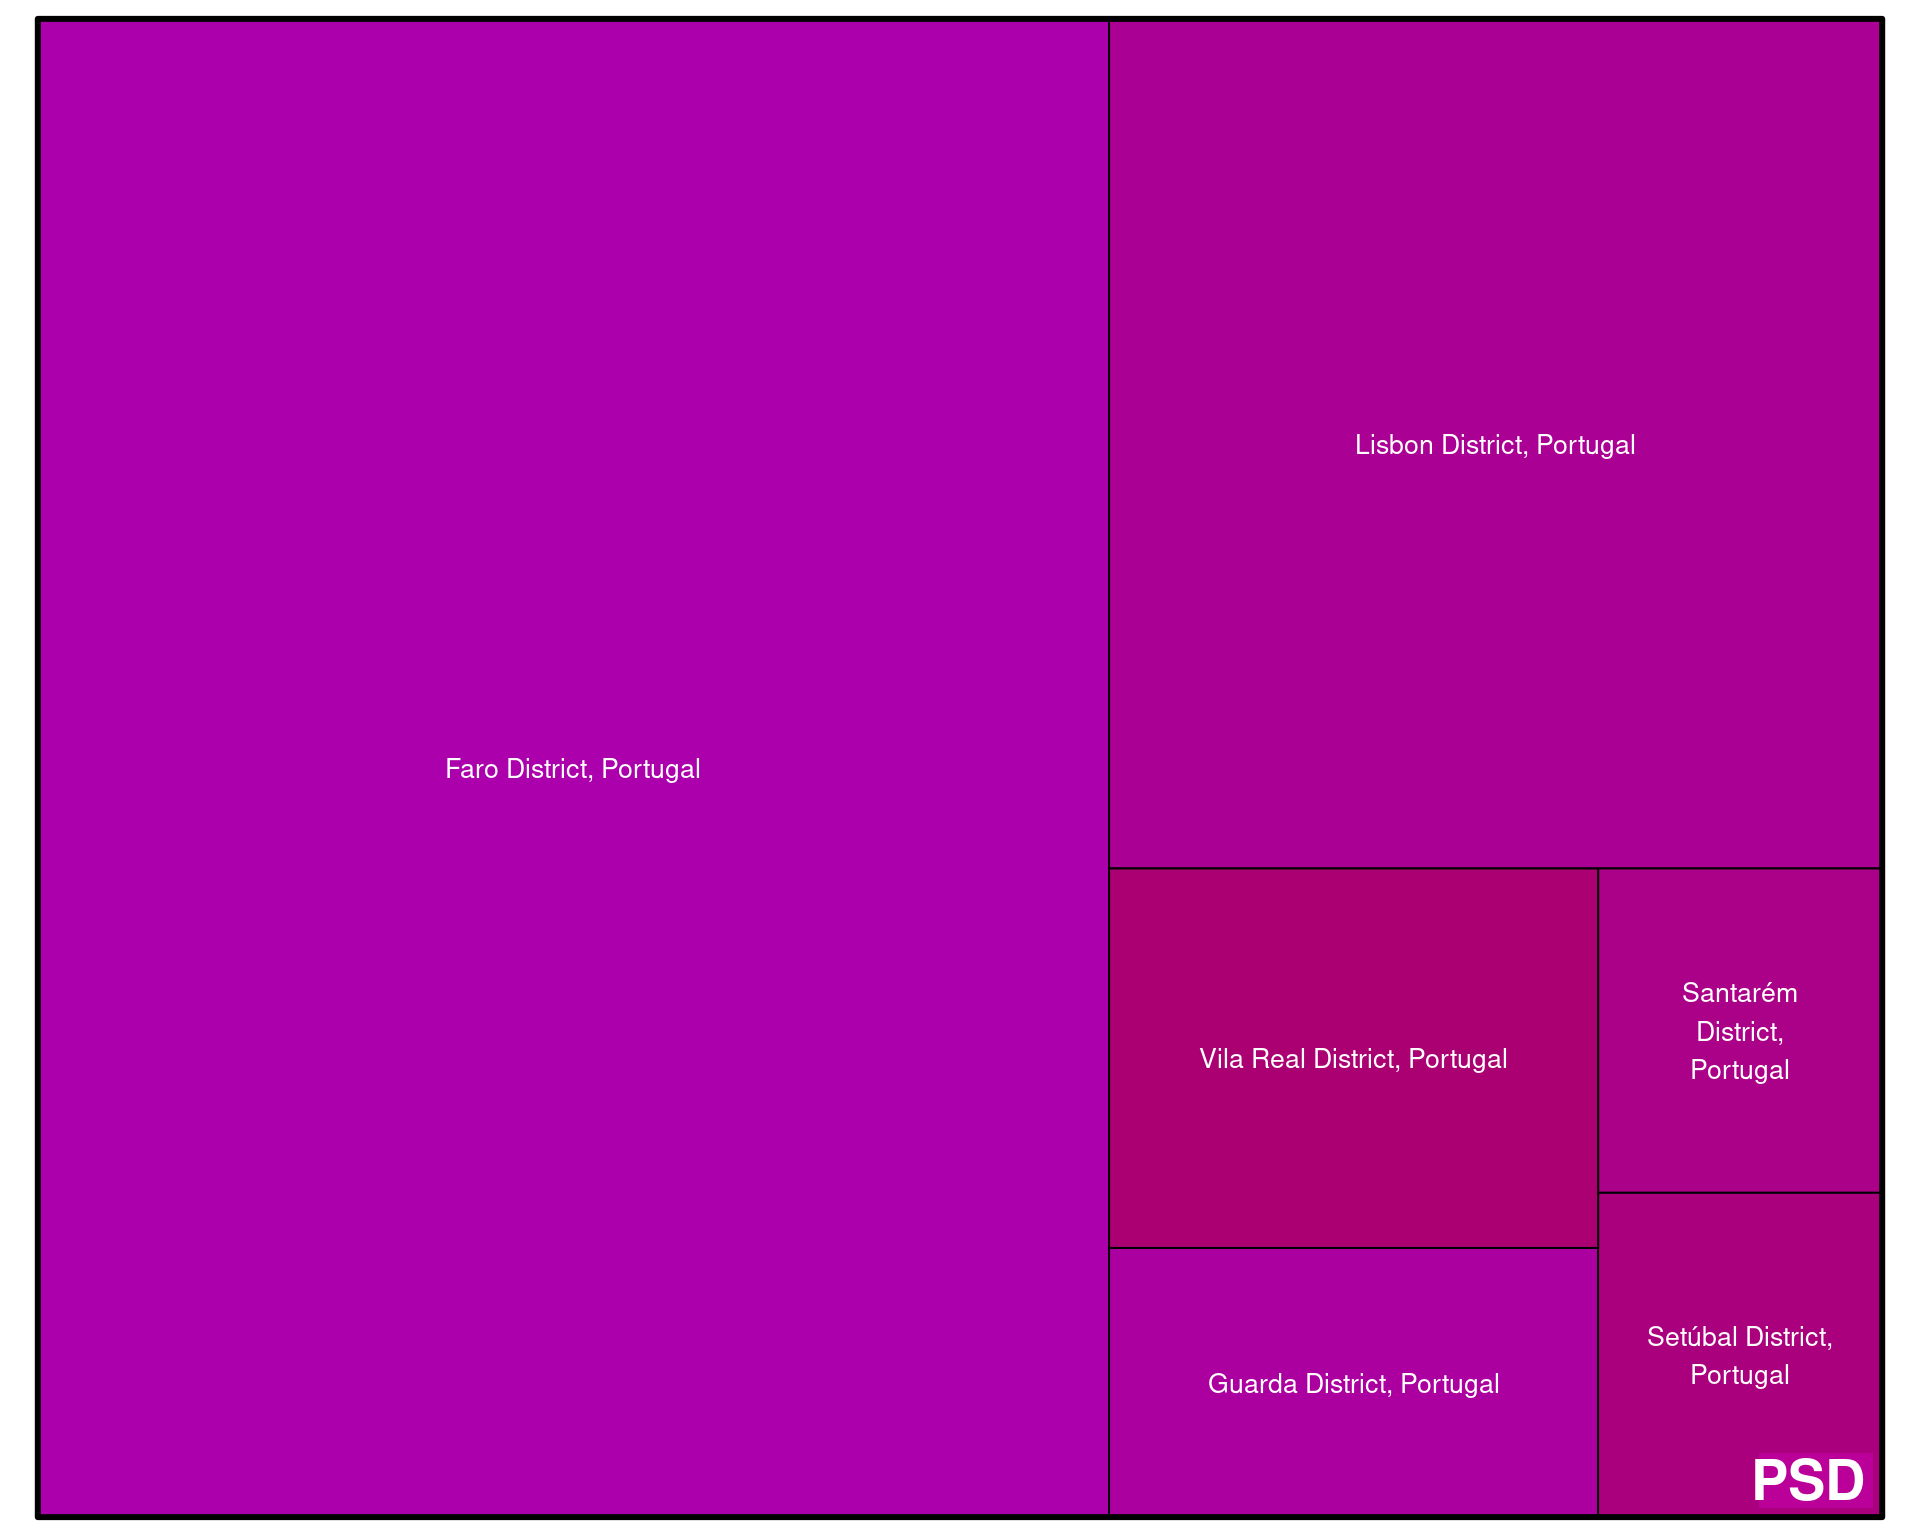 Faro District, Portugal
Lisbon District, Portugal
Vila Real District, Portugal
Santarém
District,
Portugal
Guarda District, Portugal
Setúbal District,
Portugal
PSD